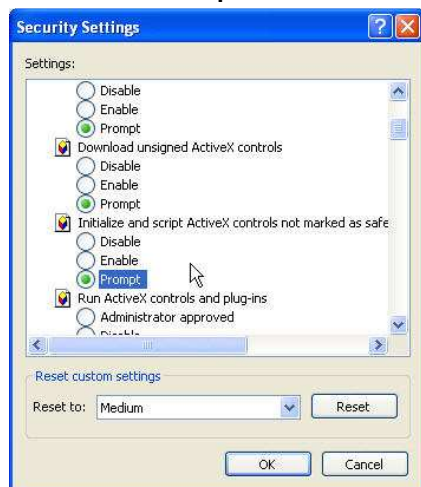 Security Settings
Settings:
Disable
Enable
Prompt
Download unsigned ActiveX controls
Disable
Enable
Prompt
Initialize and script ActiveX controls not marked as safe
Disable
Enable
Prompt
Run ActiveX controls and plug-ins
Administrator approved
Reset custom settings
Reset to: Medium Reset
OK Cancel